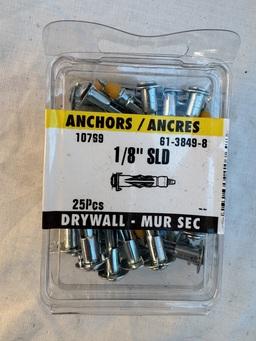 ANCHORS / ANCRES
10769 61-3849-8
1/8" SLD
25Pcs
DRYWALL - MUR SEC